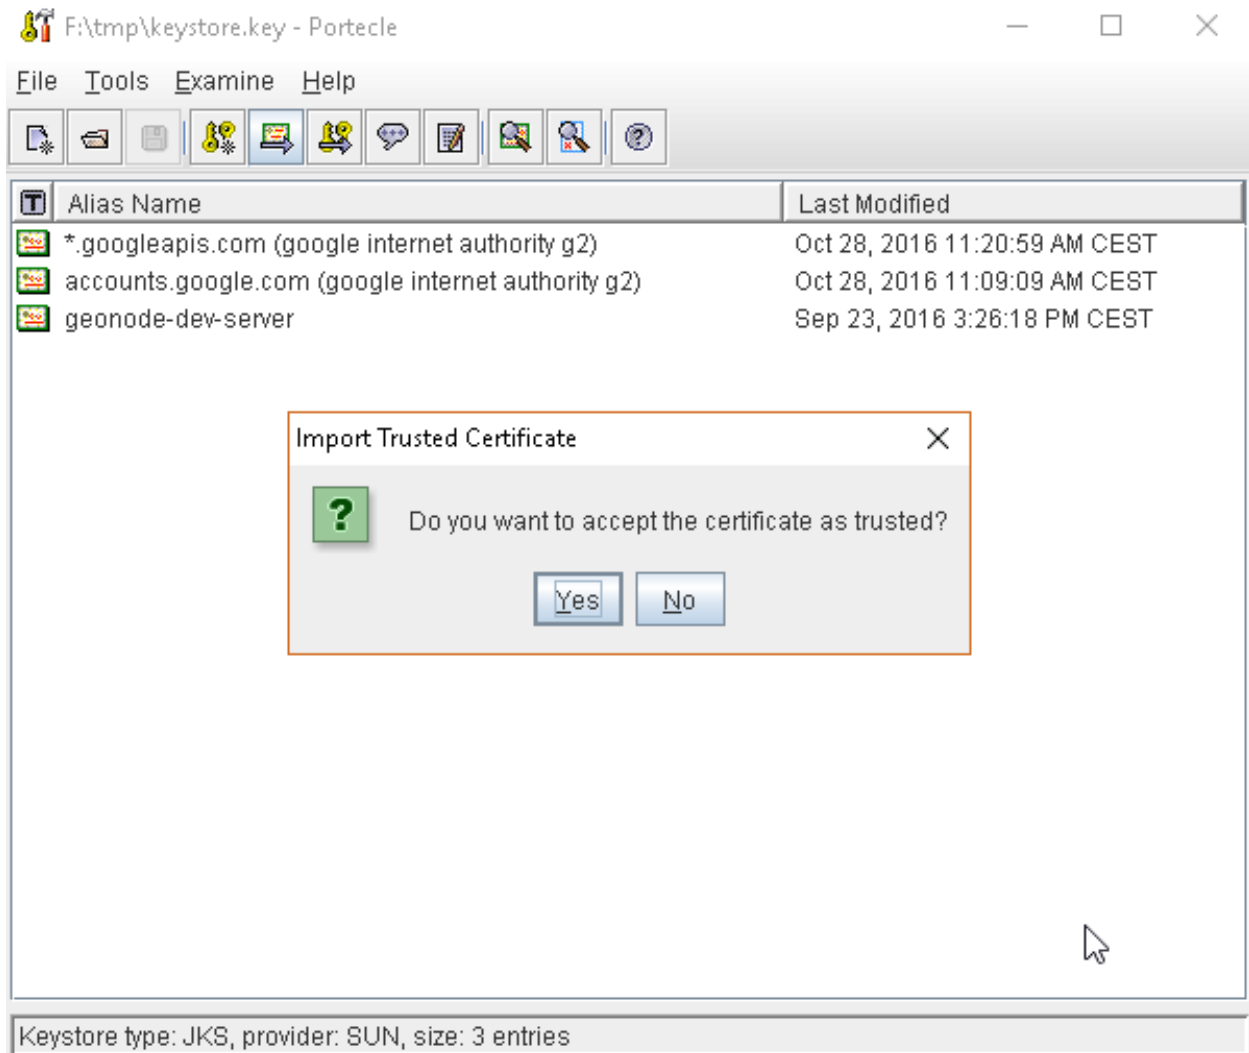 F:\tmp\keystore.key - Portecle
File Tools Examine Help
T Alias Name Last Modified
*.googleapis.com (google internet authority g2) Oct 28, 2016 11:20:59 AM CEST
accounts.google.com (google internet authority g2) Oct 28, 2016 11:09:09 AM CEST
geonode-dev-server Sep 23, 2016 3:26:18 PM CEST
Import Trusted Certificate
? Do you want to accept the certificate as trusted?
Yes No
Keystore type: JKS, provider: SUN, size: 3 entries